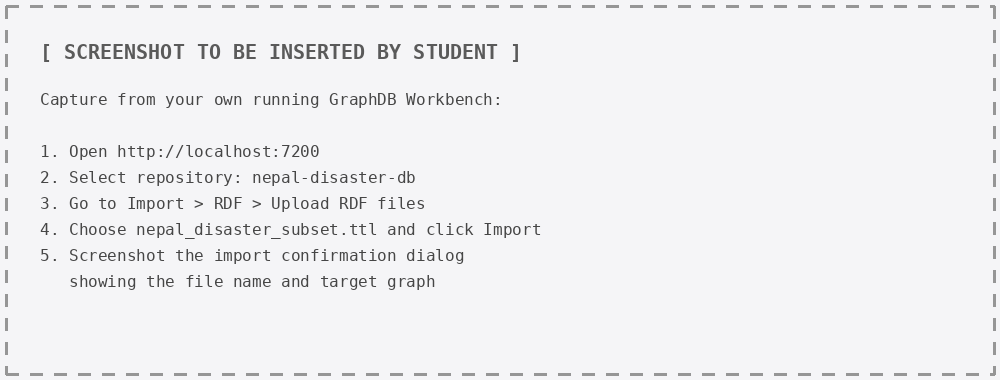 [ SCREENSHOT TO BE INSERTED BY STUDENT ]
Capture from your own running GraphDB Workbench:
1. Open http://localhost:7200
2. Select repository: nepal-disaster-db
3. Go to Import > RDF > Upload RDF files
4. Choose nepal_disaster_subset.ttl and click Import
5. Screenshot the import confirmation dialog
showing the file name and target graph